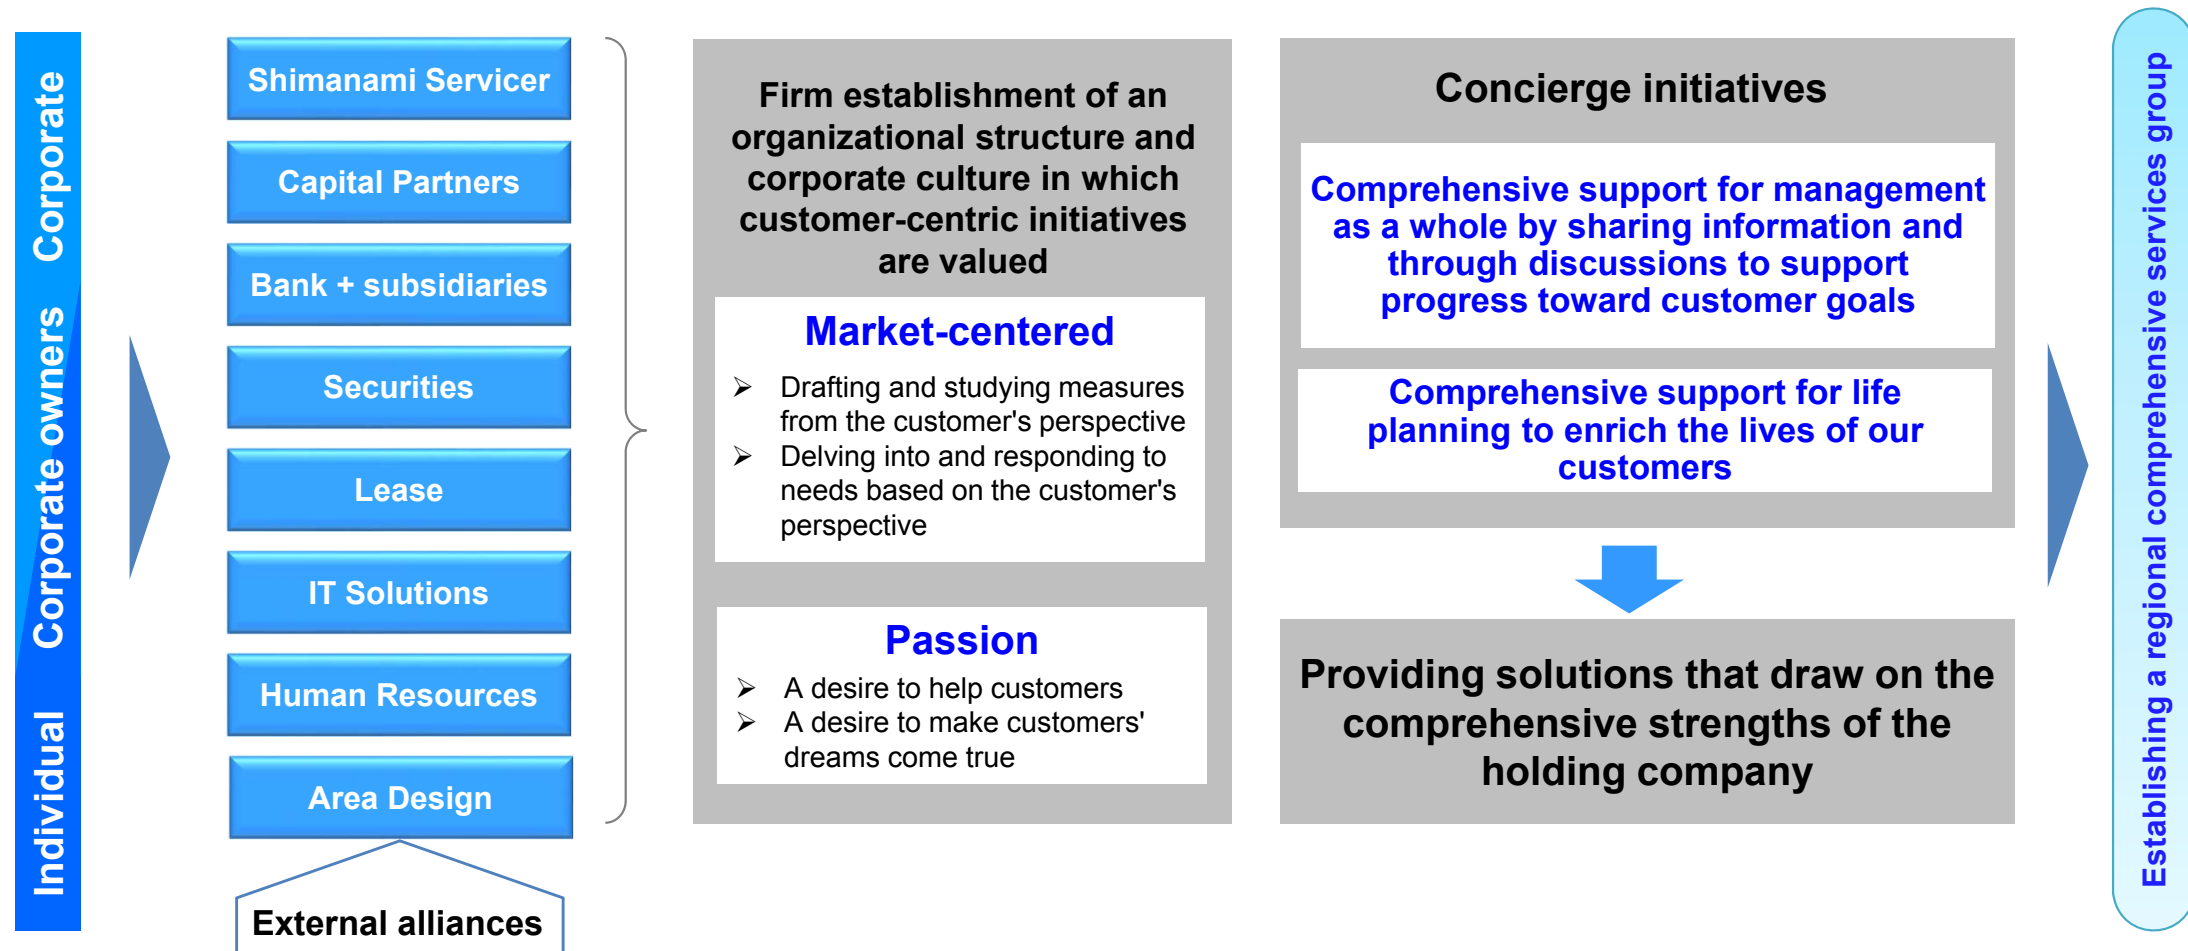 Corporate
Corporate owners
Individual
Shimanami Servicer
Capital Partners
Bank + subsidiaries
Securities
Lease
IT Solutions
Human Resources
Area Design
External alliances
Firm establishment of an
organizational structure and
corporate culture in which
customer-centric initiatives
are valued
Market-centered
➢ Drafting and studying measures
from the customer's perspective
➢ Delving into and responding to
needs based on the customer's
perspective
Passion
➢ A desire to help customers
➢ A desire to make customers'
dreams come true
Concierge initiatives
Comprehensive support for management
as a whole by sharing information and
through discussions to support
progress toward customer goals
Comprehensive support for life
planning to enrich the lives of our
customers
Providing solutions that draw on the
comprehensive strengths of the
holding company
Establishing a regional comprehensive services group